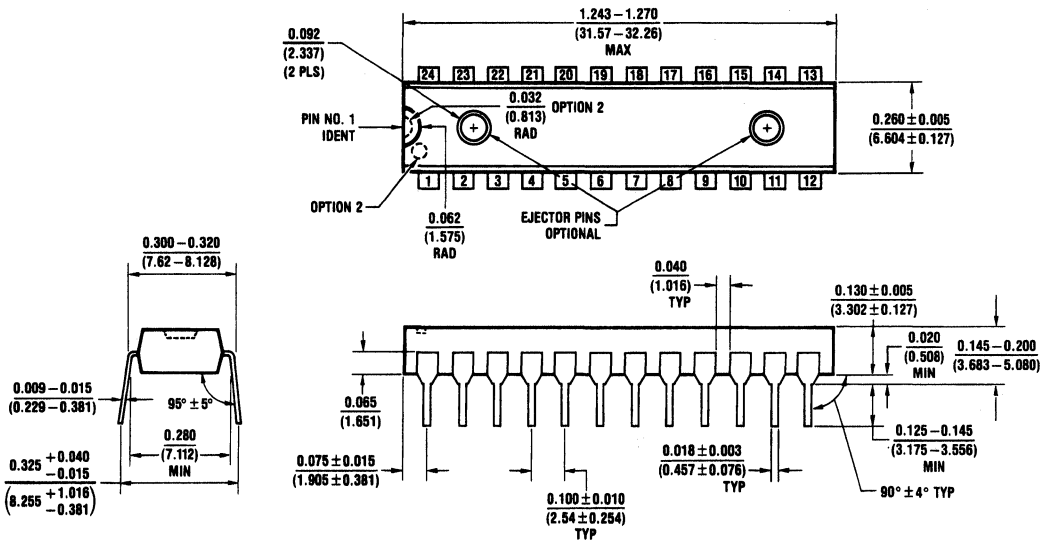 1.243–1.270
(31.57–32.26)
MAX
0.092
(2.337)
(2 PLS)
24 23 22 21 20 19 18 17 16 15 14 13
0.032
(0.813)
RAD
OPTION 2
PIN NO. 1
IDENT
0.260±0.005
(6.604±0.127)
1 2 3 4 5 6 7 8 9 10 11 12
OPTION 2
0.062
(1.575)
RAD
EJECTOR PINS
OPTIONAL
0.300–0.320
(7.62–8.128)
0.040
(1.016)
TYP
0.130±0.005
(3.302±0.127)
0.020
(0.508)
MIN
0.145–0.200
(3.683–5.080)
0.009–0.015
(0.229–0.381)
95°±5°
0.065
(1.651)
0.280
(7.112)
MIN
0.325 +0.040
−0.015
(8.255 +1.016
−0.381)
0.075±0.015
(1.905±0.381)
0.100±0.010
(2.54±0.254)
TYP
0.018±0.003
(0.457±0.076)
TYP
0.125–0.145
(3.175–3.556)
MIN
90°±4° TYP